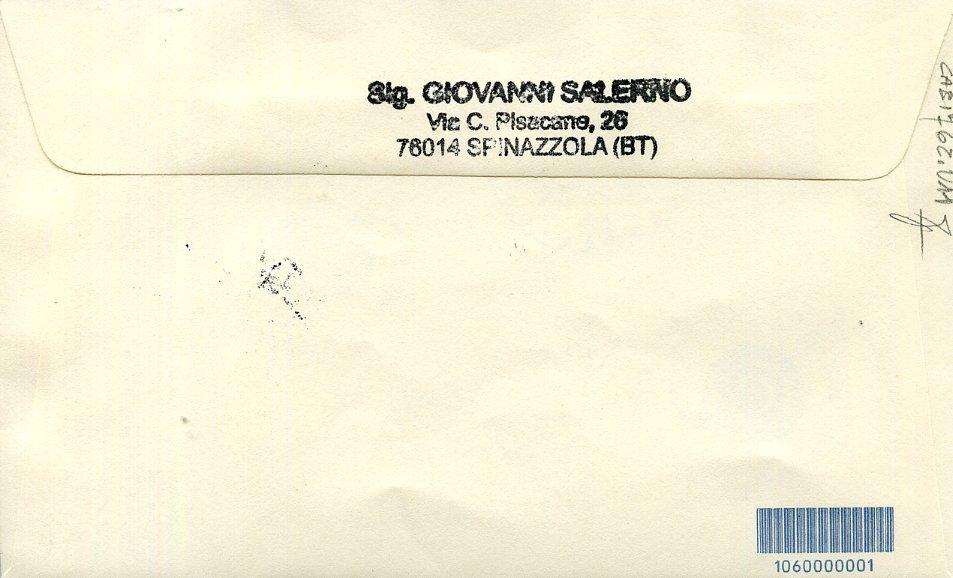 Sig. GIOVANNI SALERNO
Via C. Pisacane, 26
76014 SPINAZZOLA (BT)
1060000001